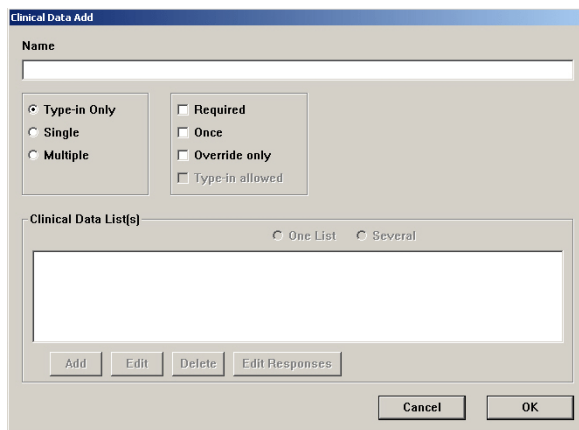 Clinical Data Add
Name
Type-in Only
Single
Multiple
Required
Once
Override only
Type-in allowed
Clinical Data List(s)
One List Several
Add Edit Delete Edit Responses
Cancel OK